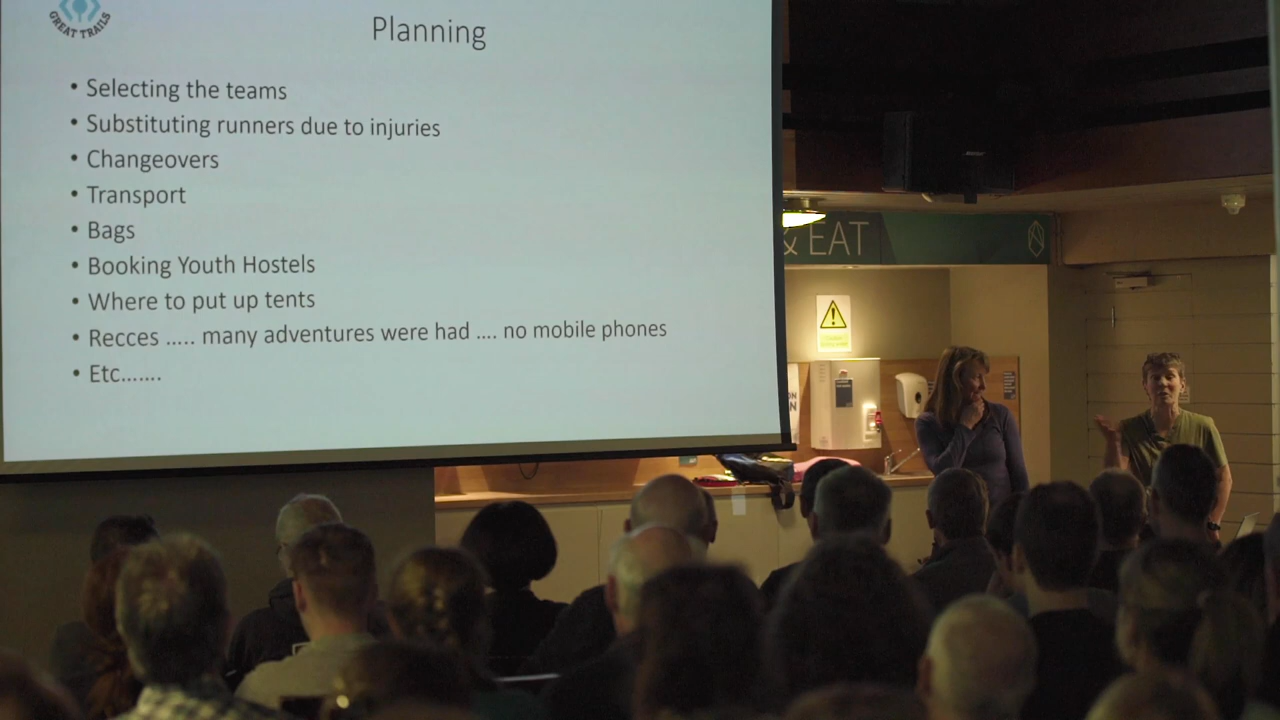 GREAT TRAILS
Planning
• Selecting the teams
• Substituting runners due to injuries
• Changeovers
• Transport
• Bags
• Booking Youth Hostels
• Where to put up tents
• Recces ..... many adventures were had .... no mobile phones
• Etc.......
& EAT